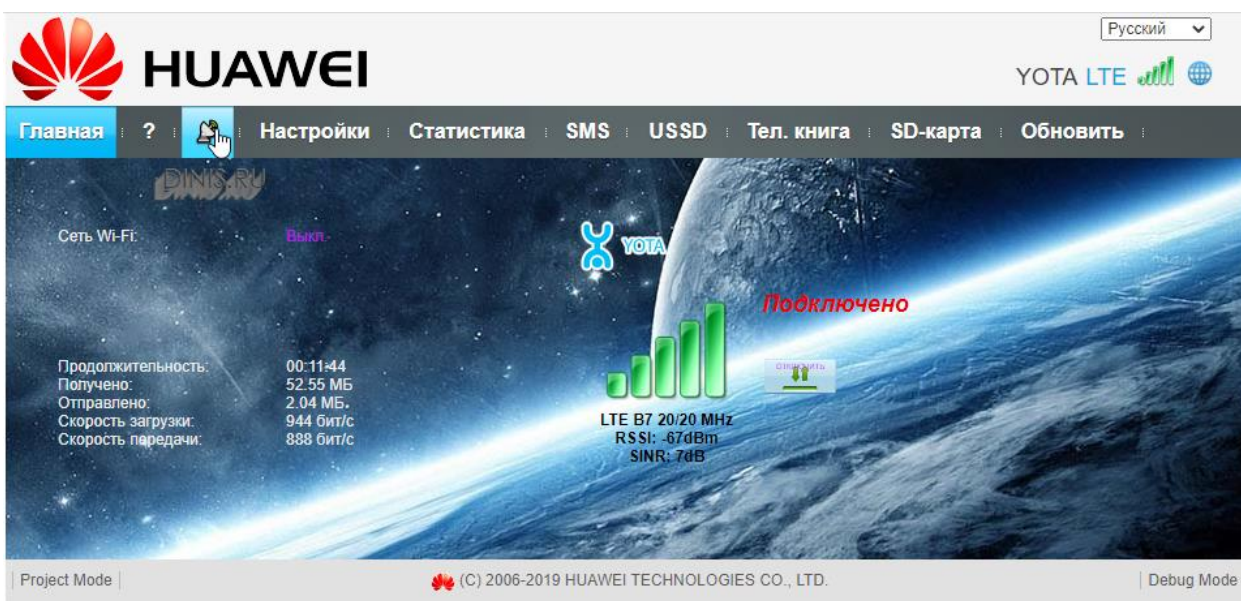 Русский
HUAWEI
YOTA LTE
Главная ? Настройки Статистика SMS USSD Тел. книга SD-карта Обновить
DINIS.RU
Сеть Wi-Fi: Выкл.
YOTA
Подключено
Продолжительность: 00:11:44
Получено: 52.55 МБ
Отправлено: 2.04 МБ.
Скорость загрузки: 944 бит/с
Скорость передачи: 888 бит/с
LTE B7 20/20 MHz
RSSI: -67dBm
SINR: 7dB
Project Mode
(C) 2006-2019 HUAWEI TECHNOLOGIES CO., LTD.
Debug Mode